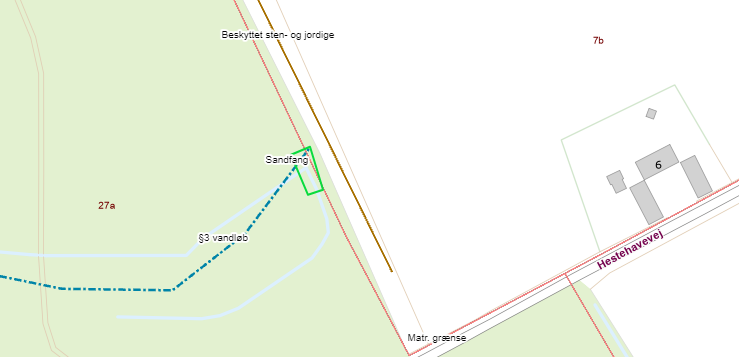 Beskyttet sten- og jordige
7b
Sandfang
6
27a
§3 vandløb
Hestehavevej
Matr. grænse